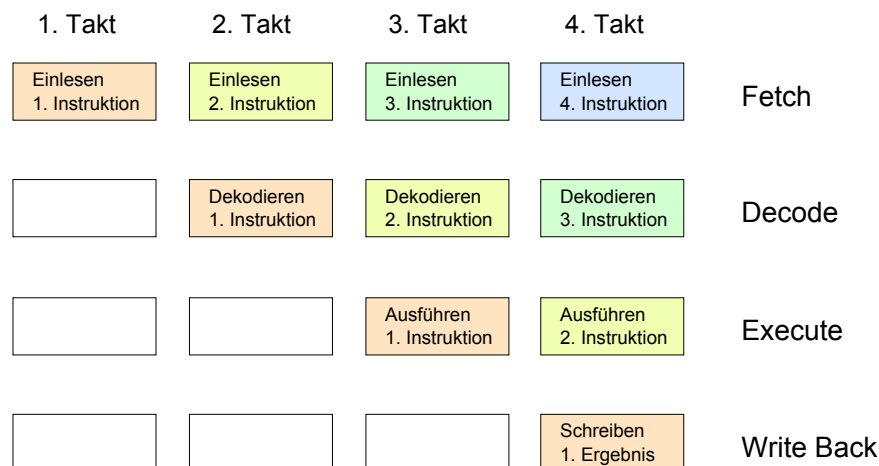 1. Takt 2. Takt 3. Takt 4. Takt
Einlesen
1. Instruktion
Einlesen
2. Instruktion
Einlesen
3. Instruktion
Einlesen
4. Instruktion
Fetch
Dekodieren
1. Instruktion
Dekodieren
2. Instruktion
Dekodieren
3. Instruktion
Decode
Ausführen
1. Instruktion
Ausführen
2. Instruktion
Execute
Schreiben
1. Ergebnis
Write Back